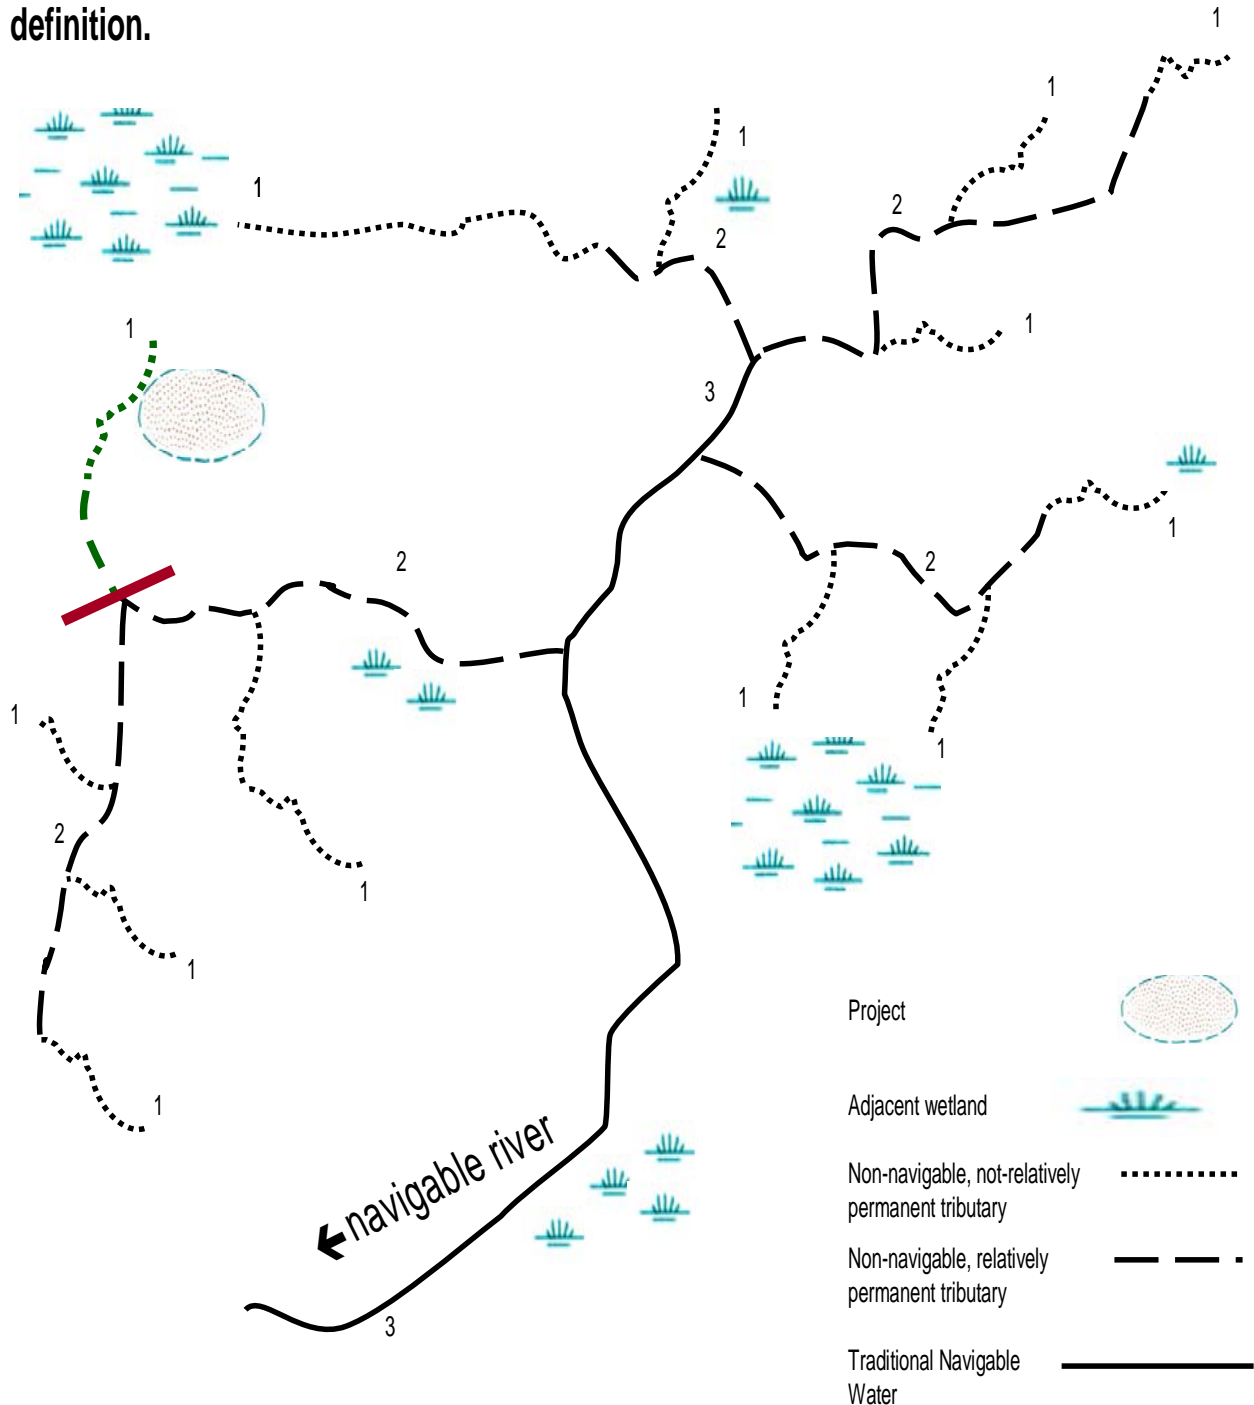 definition.
1
1
1
1
2
2
1
1
3
1
2
2
1
1
1
1
2
1
1
1
Project
Adjacent wetland
Non-navigable, not-relatively
permanent tributary
navigable river
Non-navigable, relatively
permanent tributary
3
Traditional Navigable
Water